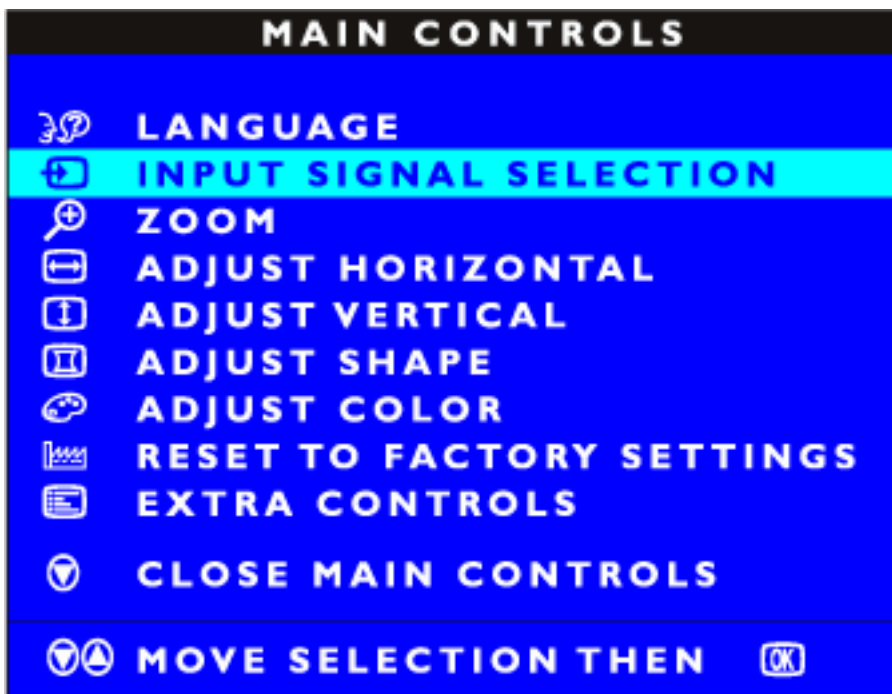 MAIN CONTROLS
LANGUAGE
INPUT SIGNAL SELECTION
ZOOM
ADJUST HORIZONTAL
ADJUST VERTICAL
ADJUST SHAPE
ADJUST COLOR
RESET TO FACTORY SETTINGS
EXTRA CONTROLS
CLOSE MAIN CONTROLS
MOVE SELECTION THEN OK